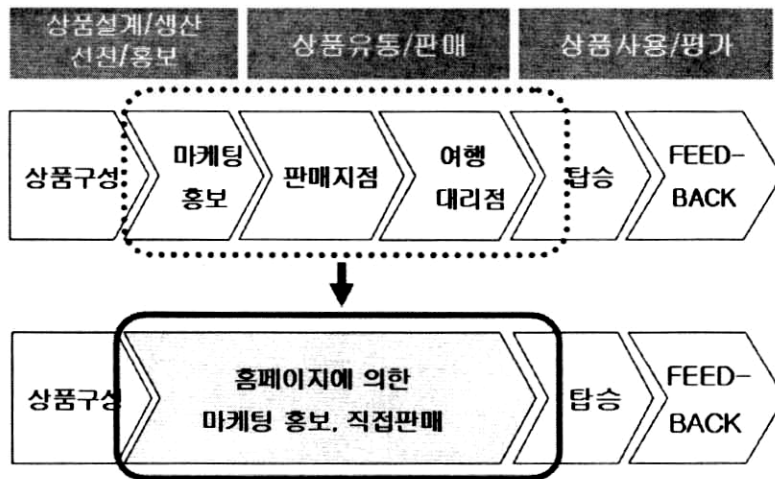 상품설계/생산
선전/홍보
상품유통/판매
상품사용/평가
상품구성
마케팅
홍보
판매지점
여행
대리점
탑승
FEED-
BACK
상품구성
홈페이지에 의한
마케팅 홍보, 직접판매
탑승
FEED-
BACK